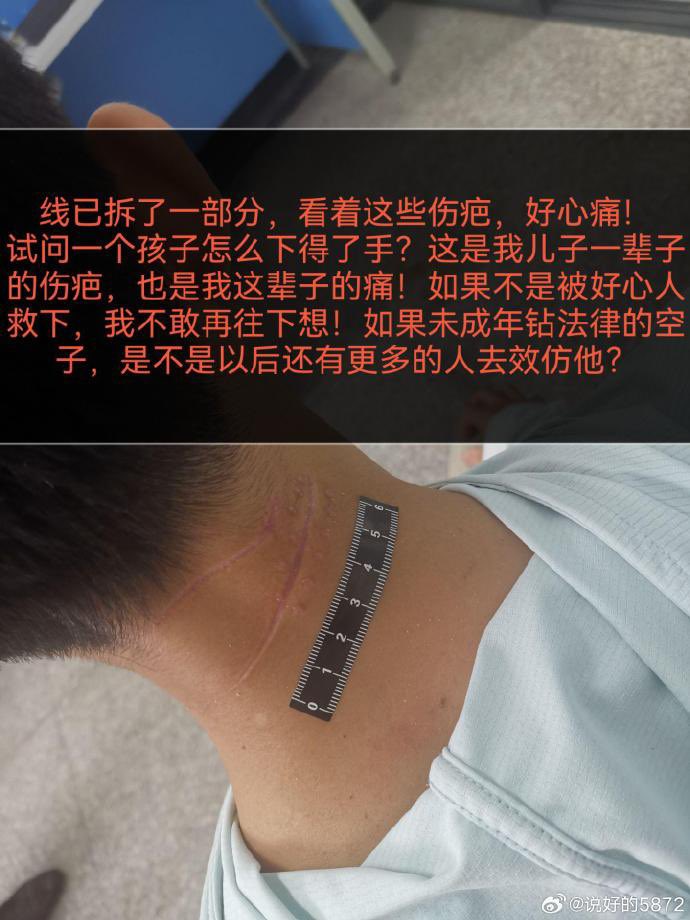 线已拆了一部分，看着这些伤疤，好心痛！
试问一个孩子怎么下得了手？这是我儿子一辈子
的伤疤，也是我这辈子的痛！如果不是被好心人
救下，我不敢再往下想！如果未成年钻法律的空
子，是不是以后还有更多的人去效仿他？
6
5
4
3
2
1
0
@说好的5872